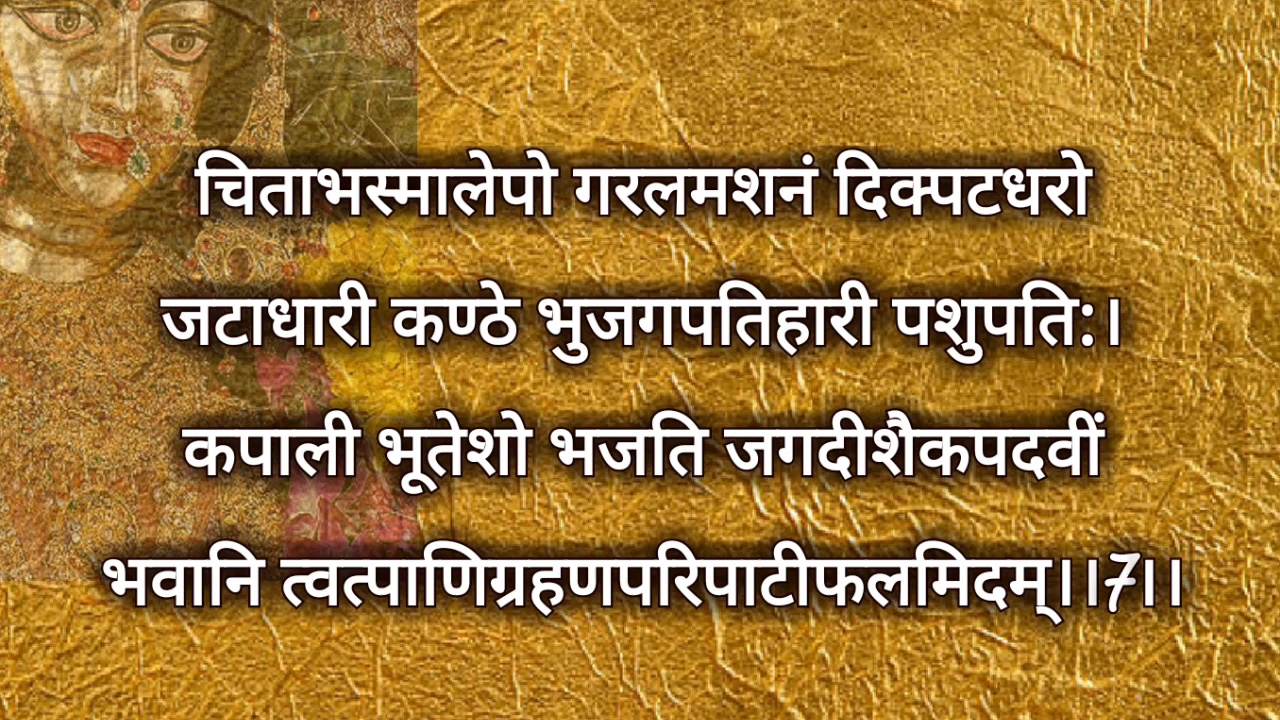 चिताभस्मालेपो गरलमशनं दिक्पटधरो
जटाधारी कण्ठे भुजगपतिहारी पशुपति:।
कपाली भूतेशो भजति जगदीशैकपदवीं
भवानि त्वत्पाणिग्रहणपरिपाटीफलमिदम्।।7।।